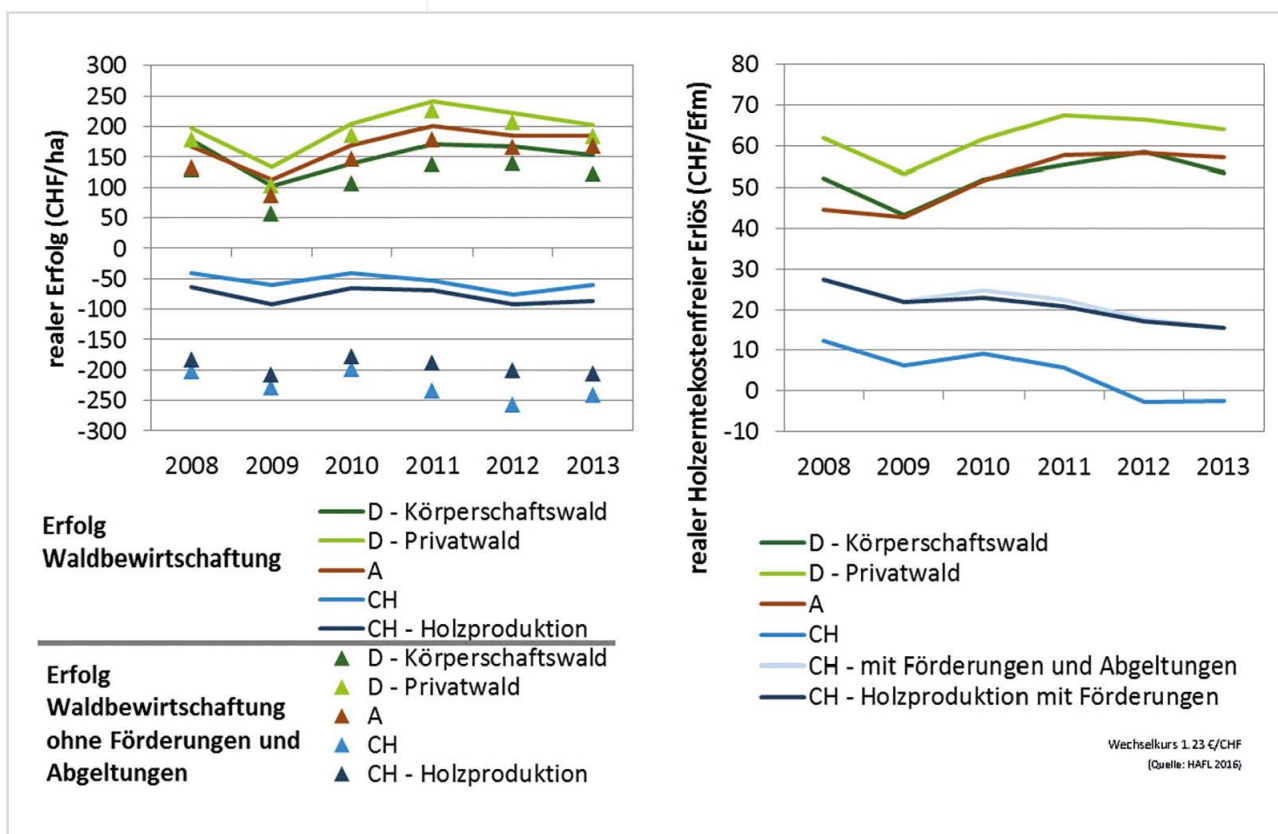 realer Erfolg (CHF/ha)
300
250
200
150
100
50
0
-50
-100
-150
-200
-250
-300
2008 2009 2010 2011 2012 2013
Erfolg
Waldbewirtschaftung
D - Körperschaftswald
D - Privatwald
A
CH
CH - Holzproduktion
Erfolg
Waldbewirtschaftung
ohne Förderungen und
Abgeltungen
D - Körperschaftswald
D - Privatwald
A
CH
CH - Holzproduktion
realer Holzerntekostenfreier Erlös (CHF/Efm)
80
70
60
50
40
30
20
10
0
-10
2008 2009 2010 2011 2012 2013
D - Körperschaftswald
D - Privatwald
A
CH
CH - mit Förderungen und Abgeltungen
CH - Holzproduktion mit Förderungen
Wechselkurs 1.23 €/CHF
(Quelle: HAFL 2016)